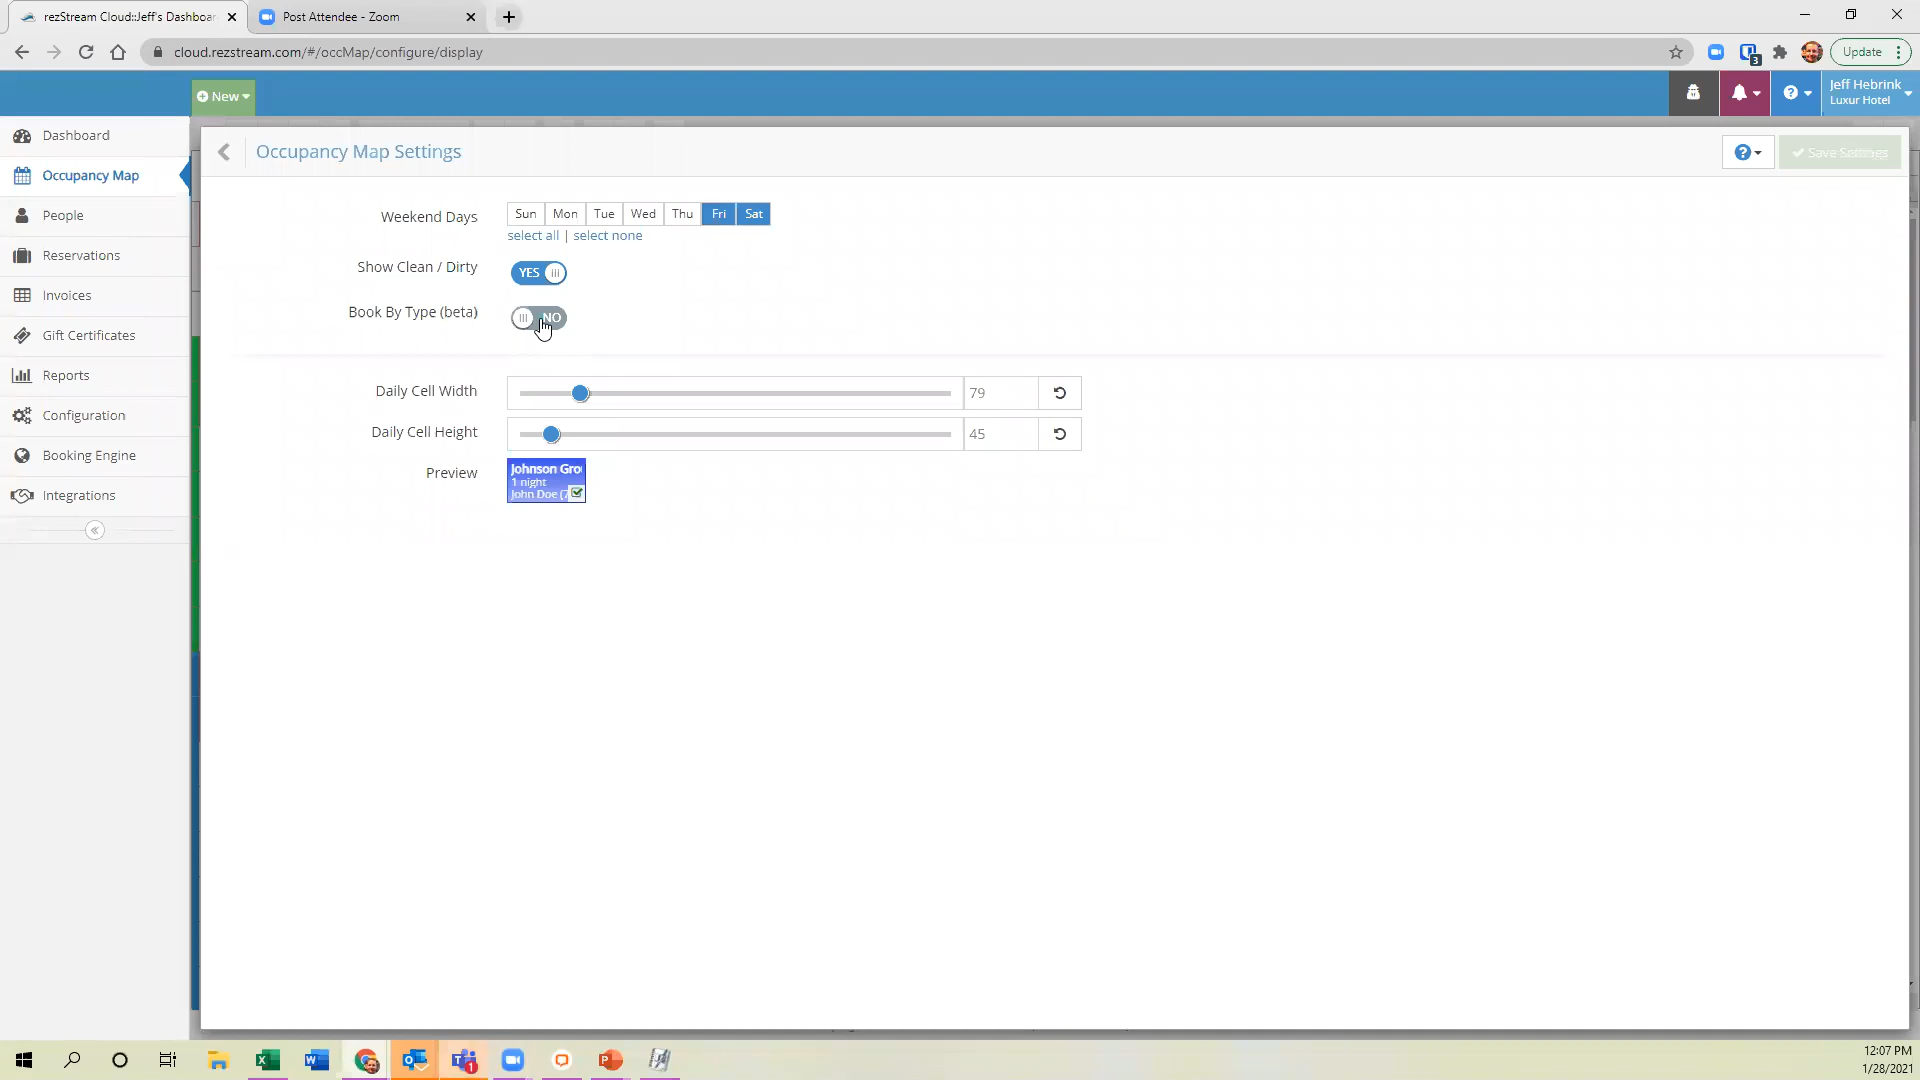 rezStream Cloud::Jeff's Dashboar
Post Attendee - Zoom
cloud.rezstream.com/#/occMap/configure/display
3
Update
New
Jeff Hebrink
Luxur Hotel
Dashboard
Occupancy Map
People
Reservations
Invoices
Gift Certificates
Reports
Configuration
Booking Engine
Integrations
Occupancy Map Settings
Save Settings
Weekend Days
Sun Mon Tue Wed Thu Fri Sat
select all | select none
Show Clean / Dirty
YES
Book By Type (beta)
NO
Daily Cell Width
79
Daily Cell Height
45
Preview
Johnson Gro
1 night
John Doe (7
1
12:07 PM
1/28/2021